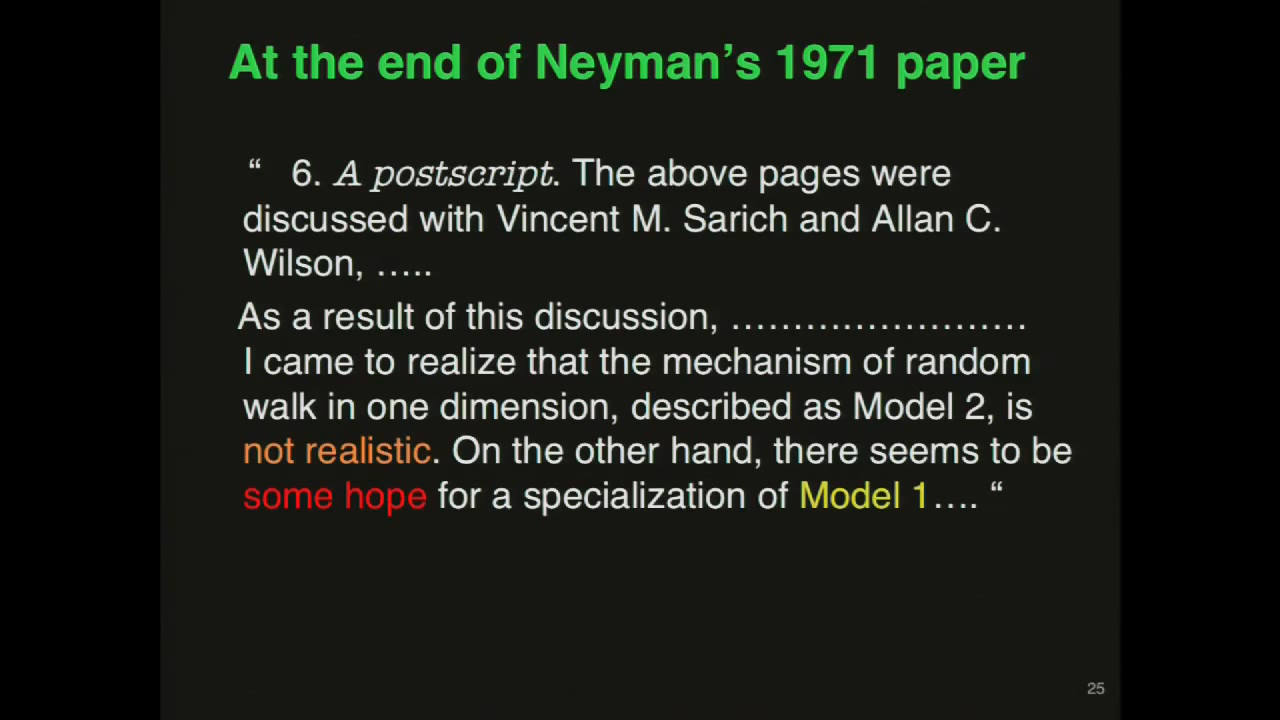 At the end of Neyman’s 1971 paper
“ 6. A postscript. The above pages were
discussed with Vincent M. Sarich and Allan C.
Wilson, …..
As a result of this discussion, ……………………
I came to realize that the mechanism of random
walk in one dimension, described as Model 2, is
not realistic. On the other hand, there seems to be
some hope for a specialization of Model 1…. “
25